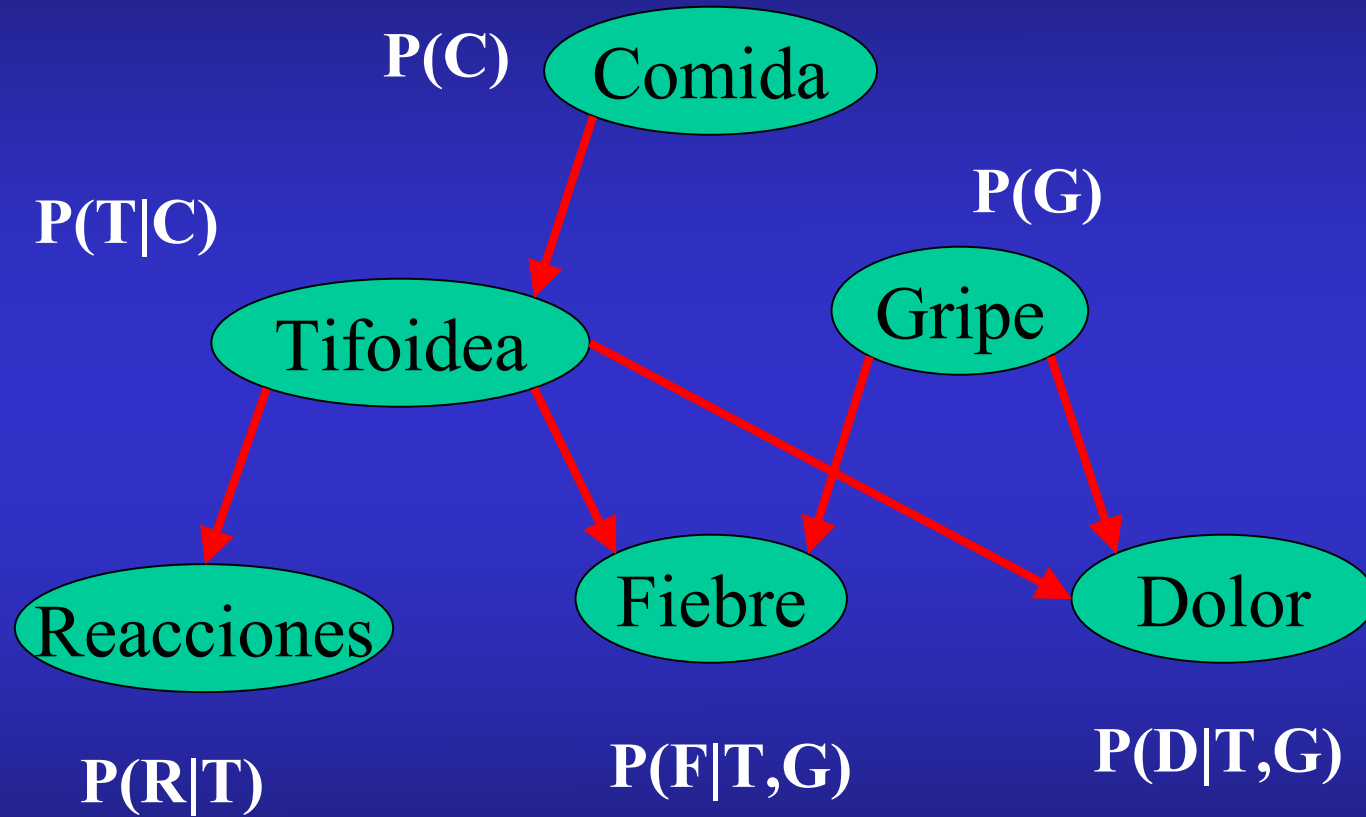 P(C)
Comida
P(T|C)
P(G)
Tifoidea
Gripe
Reacciones
Fiebre
Dolor
P(R|T)
P(F|T,G)
P(D|T,G)